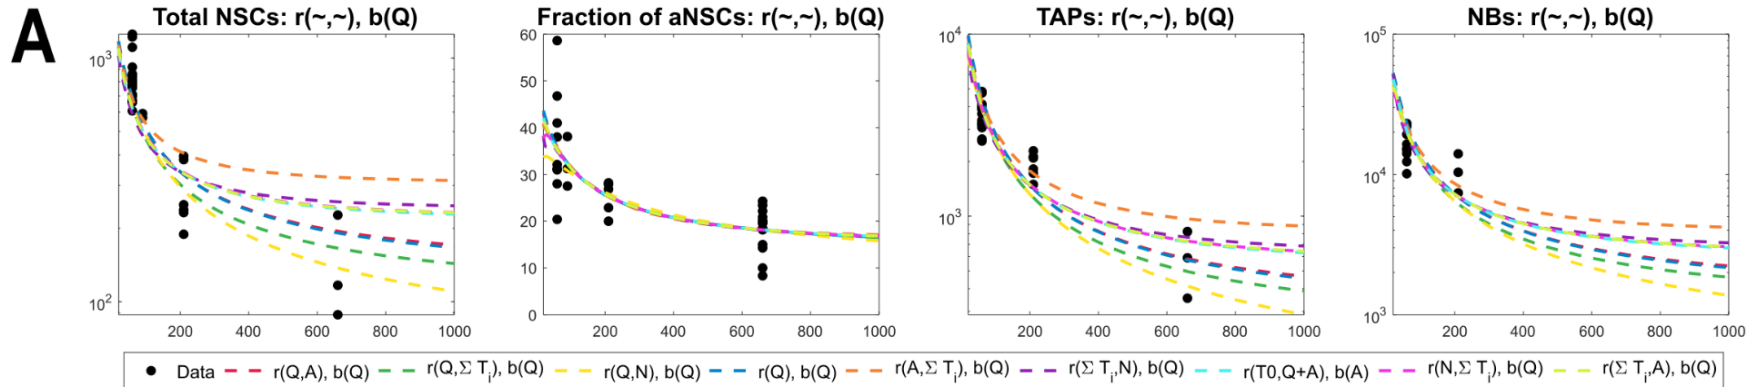 A
Total NSCs: r(~,~), b(Q)
Fraction of aNSCs: r(~,~), b(Q)
TAPs: r(~,~), b(Q)
NBs: r(~,~), b(Q)
10³
10²
200 400 600 800 1000
60
50
40
30
20
10
0
0 200 400 600 800 1000
10⁴
10³
200 400 600 800 1000
10⁵
10⁴
10³
200 400 600 800 1000
Data r(Q,A), b(Q) r(Q,Σ Tᵢ), b(Q) r(Q,N), b(Q) r(Q), b(Q) r(A,Σ Tᵢ), b(Q) r(Σ Tᵢ,N), b(Q) r(T0,Q+A), b(A) r(N,Σ Tᵢ), b(Q) r(Σ Tᵢ,A), b(Q)